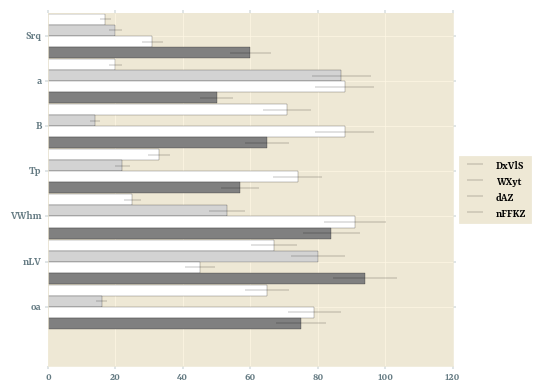 Srq
a
B
Tp
VWhm
nLV
oa
0 20 40 60 80 100 120
DxVlS
WXyt
dAZ
nFFKZ